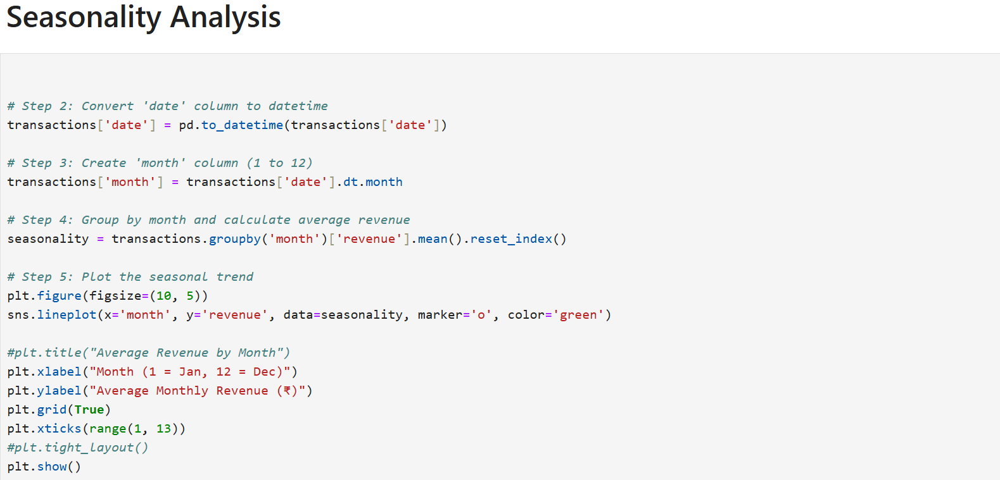 Seasonality Analysis
# Step 2: Convert 'date' column to datetime
transactions['date'] = pd.to_datetime(transactions['date'])
# Step 3: Create 'month' column (1 to 12)
transactions['month'] = transactions['date'].dt.month
# Step 4: Group by month and calculate average revenue
seasonality = transactions.groupby('month')['revenue'].mean().reset_index()
# Step 5: Plot the seasonal trend
plt.figure(figsize=(10, 5))
sns.lineplot(x='month', y='revenue', data=seasonality, marker='o', color='green')
#plt.title("Average Revenue by Month")
plt.xlabel("Month (1 = Jan, 12 = Dec)")
plt.ylabel("Average Monthly Revenue (₹)")
plt.grid(True)
plt.xticks(range(1, 13))
#plt.tight_layout()
plt.show()